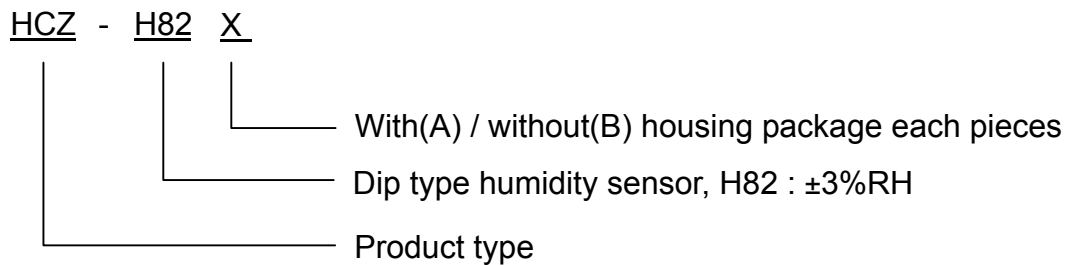 HCZ - H82 X
With(A) / without(B) housing package each pieces
Dip type humidity sensor, H82 : ±3%RH
Product type